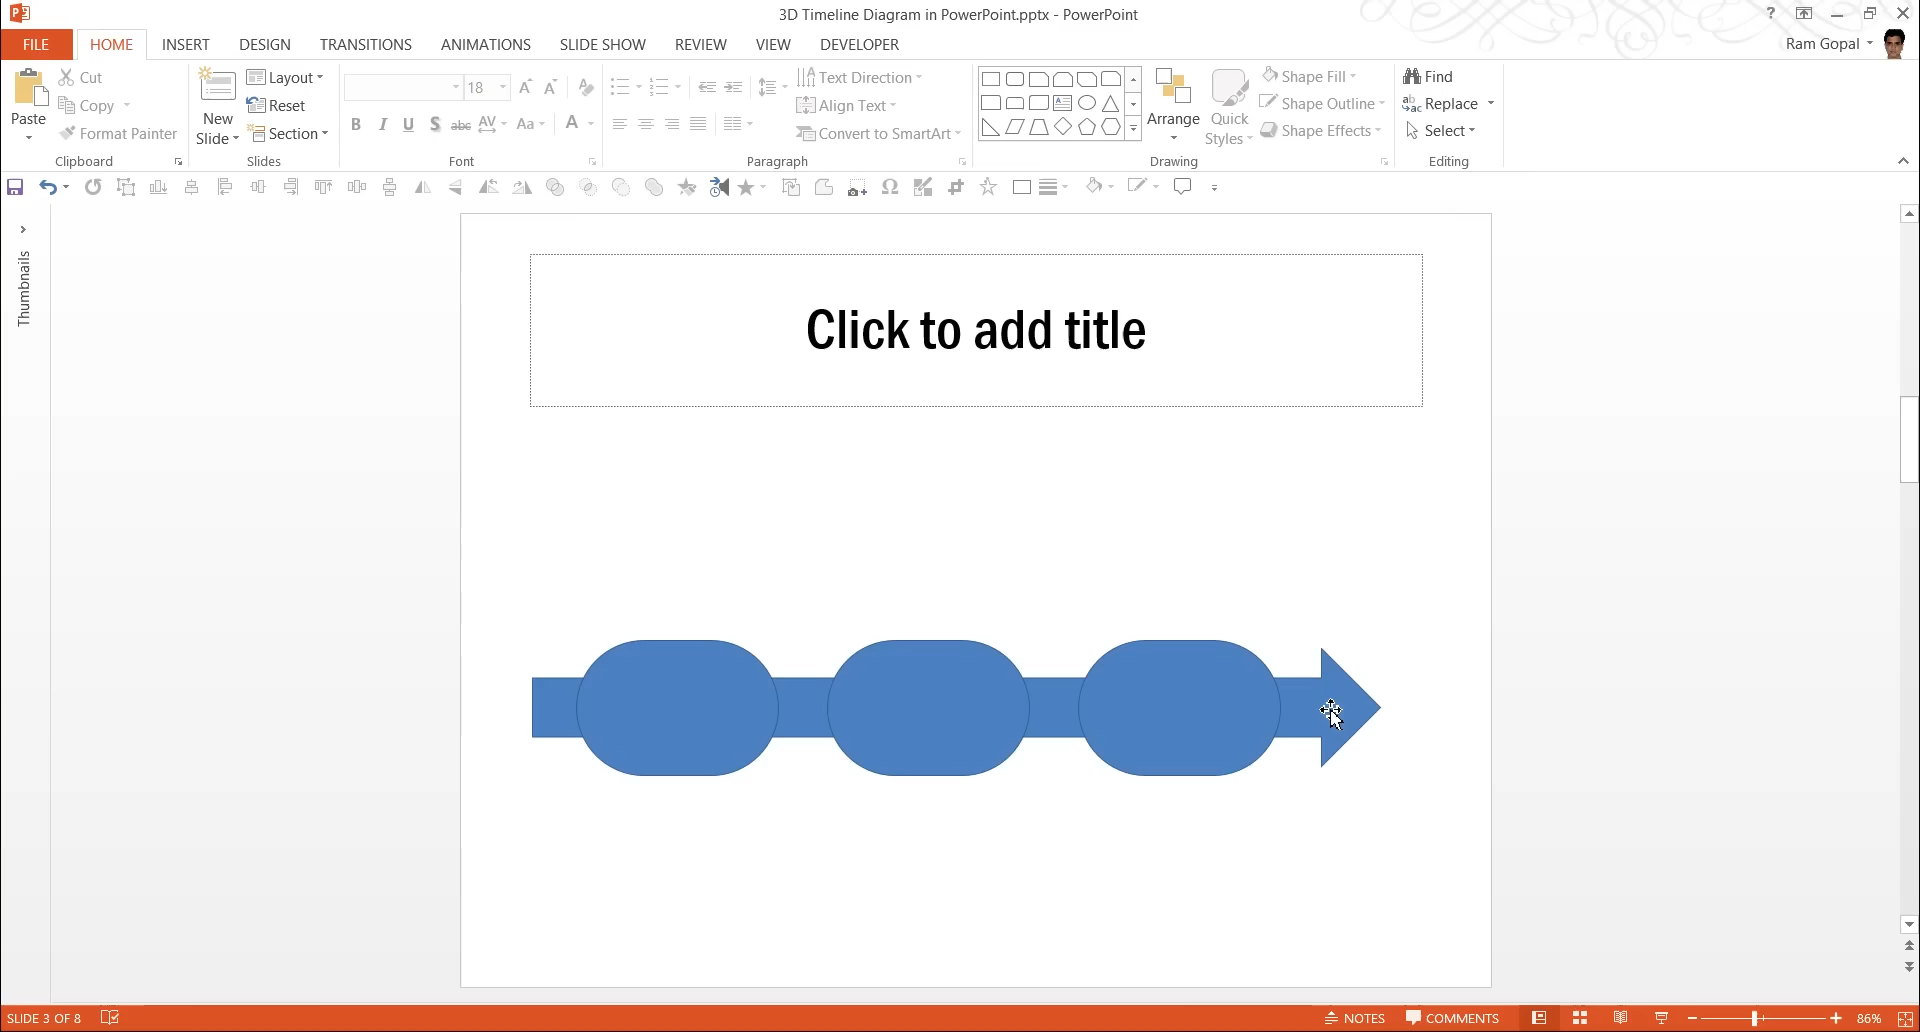 3D Timeline Diagram in PowerPoint.pptx - PowerPoint
FILE HOME INSERT DESIGN TRANSITIONS ANIMATIONS SLIDE SHOW REVIEW VIEW DEVELOPER Ram Gopal
Paste
Cut
Copy
Format Painter
Clipboard
New
Slide
Layout
Reset
Section
Slides
18
B I U S abc AV Aa A
Font
Text Direction
Align Text
Convert to SmartArt
Paragraph
Arrange
Quick
Styles
Shape Fill
Shape Outline
Shape Effects
Drawing
Find
Replace
Select
Editing
Thumbnails
Click to add title
SLIDE 3 OF 8 NOTES COMMENTS 86%